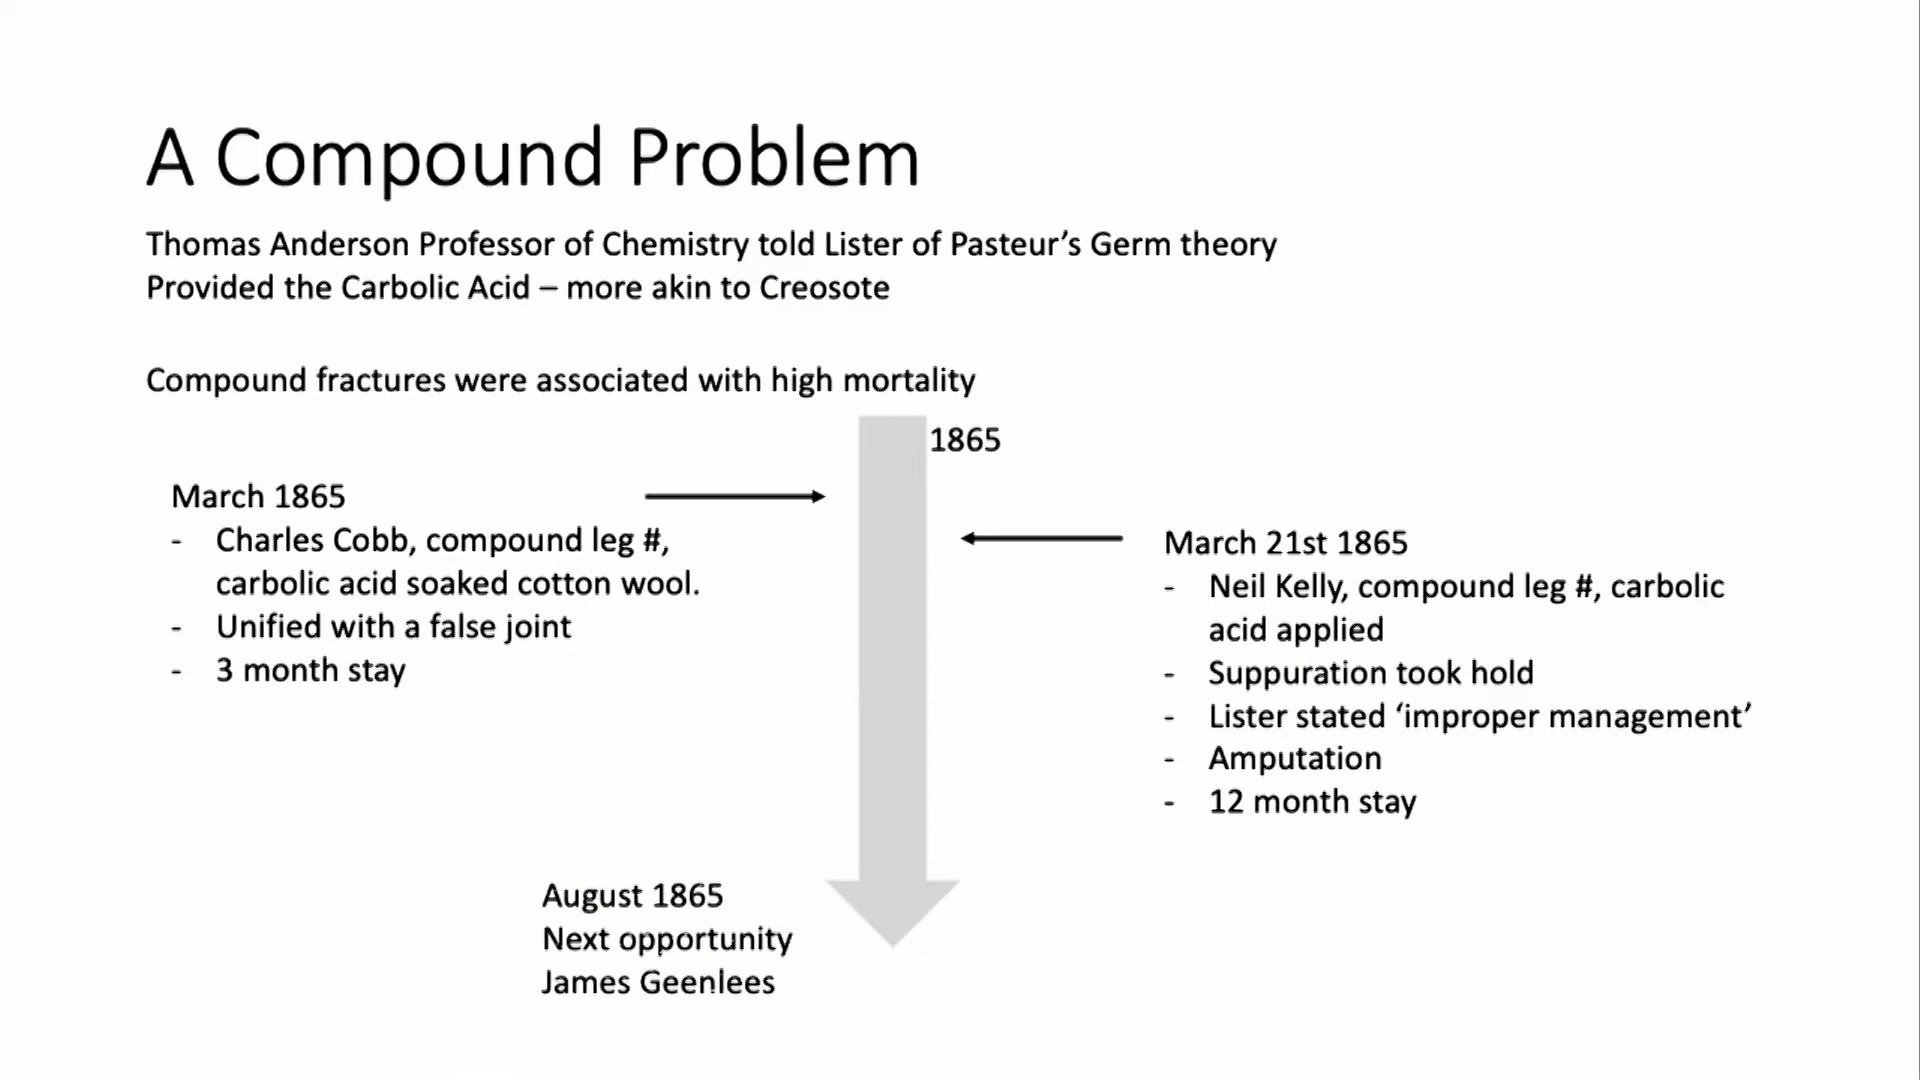 A Compound Problem
Thomas Anderson Professor of Chemistry told Lister of Pasteur’s Germ theory
Provided the Carbolic Acid – more akin to Creosote
Compound fractures were associated with high mortality
1865
March 1865
- Charles Cobb, compound leg #,
carbolic acid soaked cotton wool.
- Unified with a false joint
- 3 month stay
March 21st 1865
- Neil Kelly, compound leg #, carbolic
acid applied
- Suppuration took hold
- Lister stated ‘improper management’
- Amputation
- 12 month stay
August 1865
Next opportunity
James Geenlees